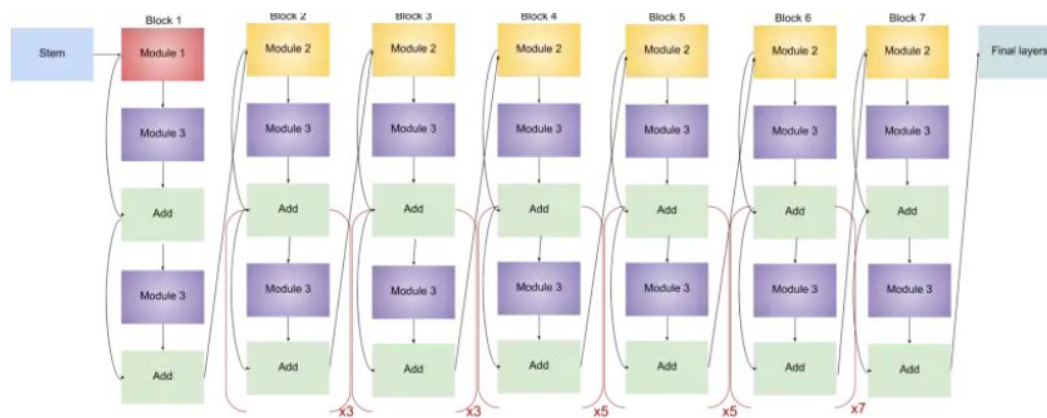 Block 1
Block 2
Block 3
Block 4
Block 5
Block 6
Block 7
Stem
Module 1
Module 2
Module 2
Module 2
Module 2
Module 2
Module 2
Final layers
Module 3
Module 3
Module 3
Module 3
Module 3
Module 3
Module 3
Add
Add
Add
Add
Add
Add
Add
Module 3
Module 3
Module 3
Module 3
Module 3
Module 3
Module 3
Add
Add
Add
Add
Add
Add
Add
x3
x3
x5
x5
x7